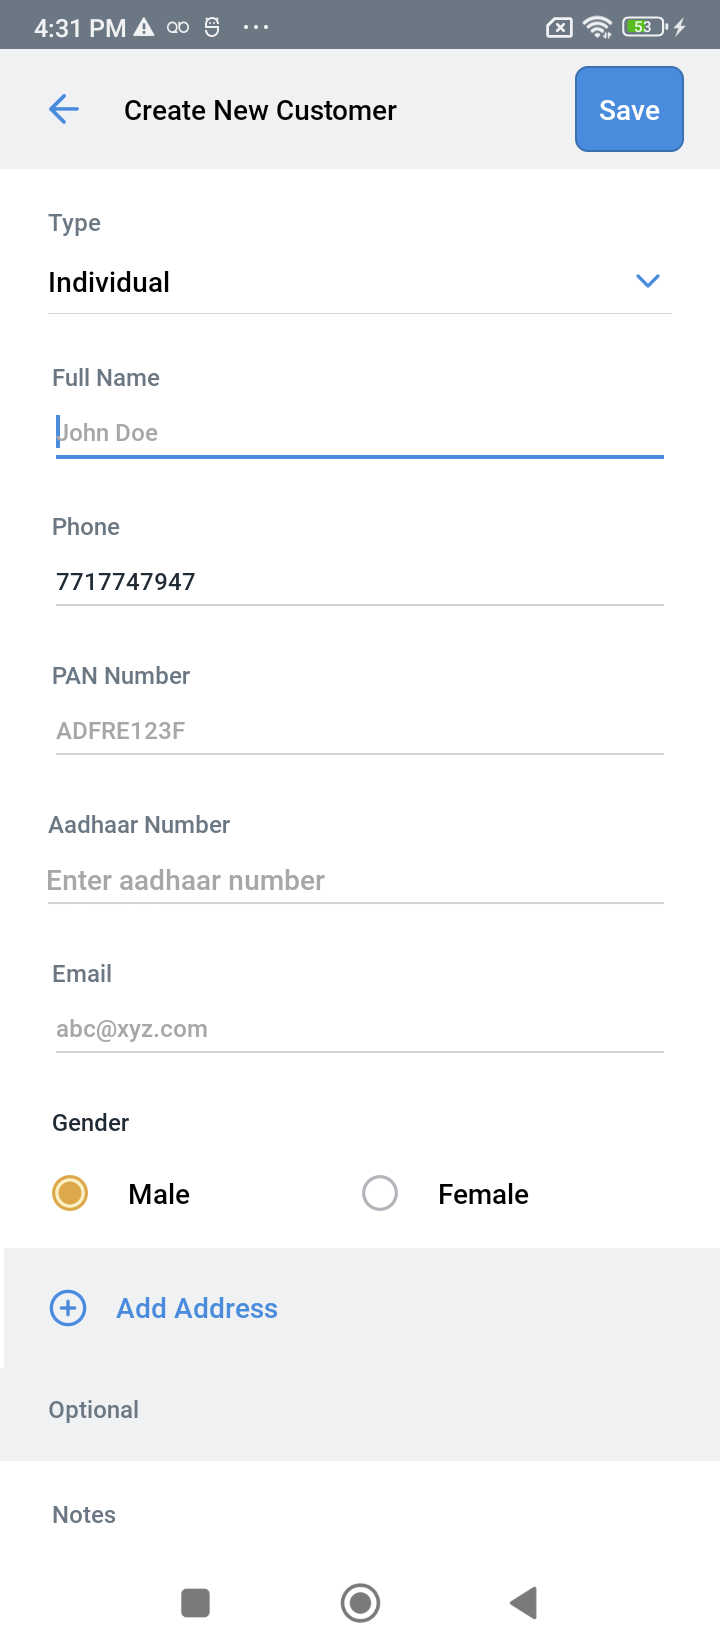 4:31 PM
53
Create New Customer
Save
Type
Individual
Full Name
John Doe
Phone
7717747947
PAN Number
ADFRE123F
Aadhaar Number
Enter aadhaar number
Email
abc@xyz.com
Gender
Male
Female
Add Address
Optional
Notes